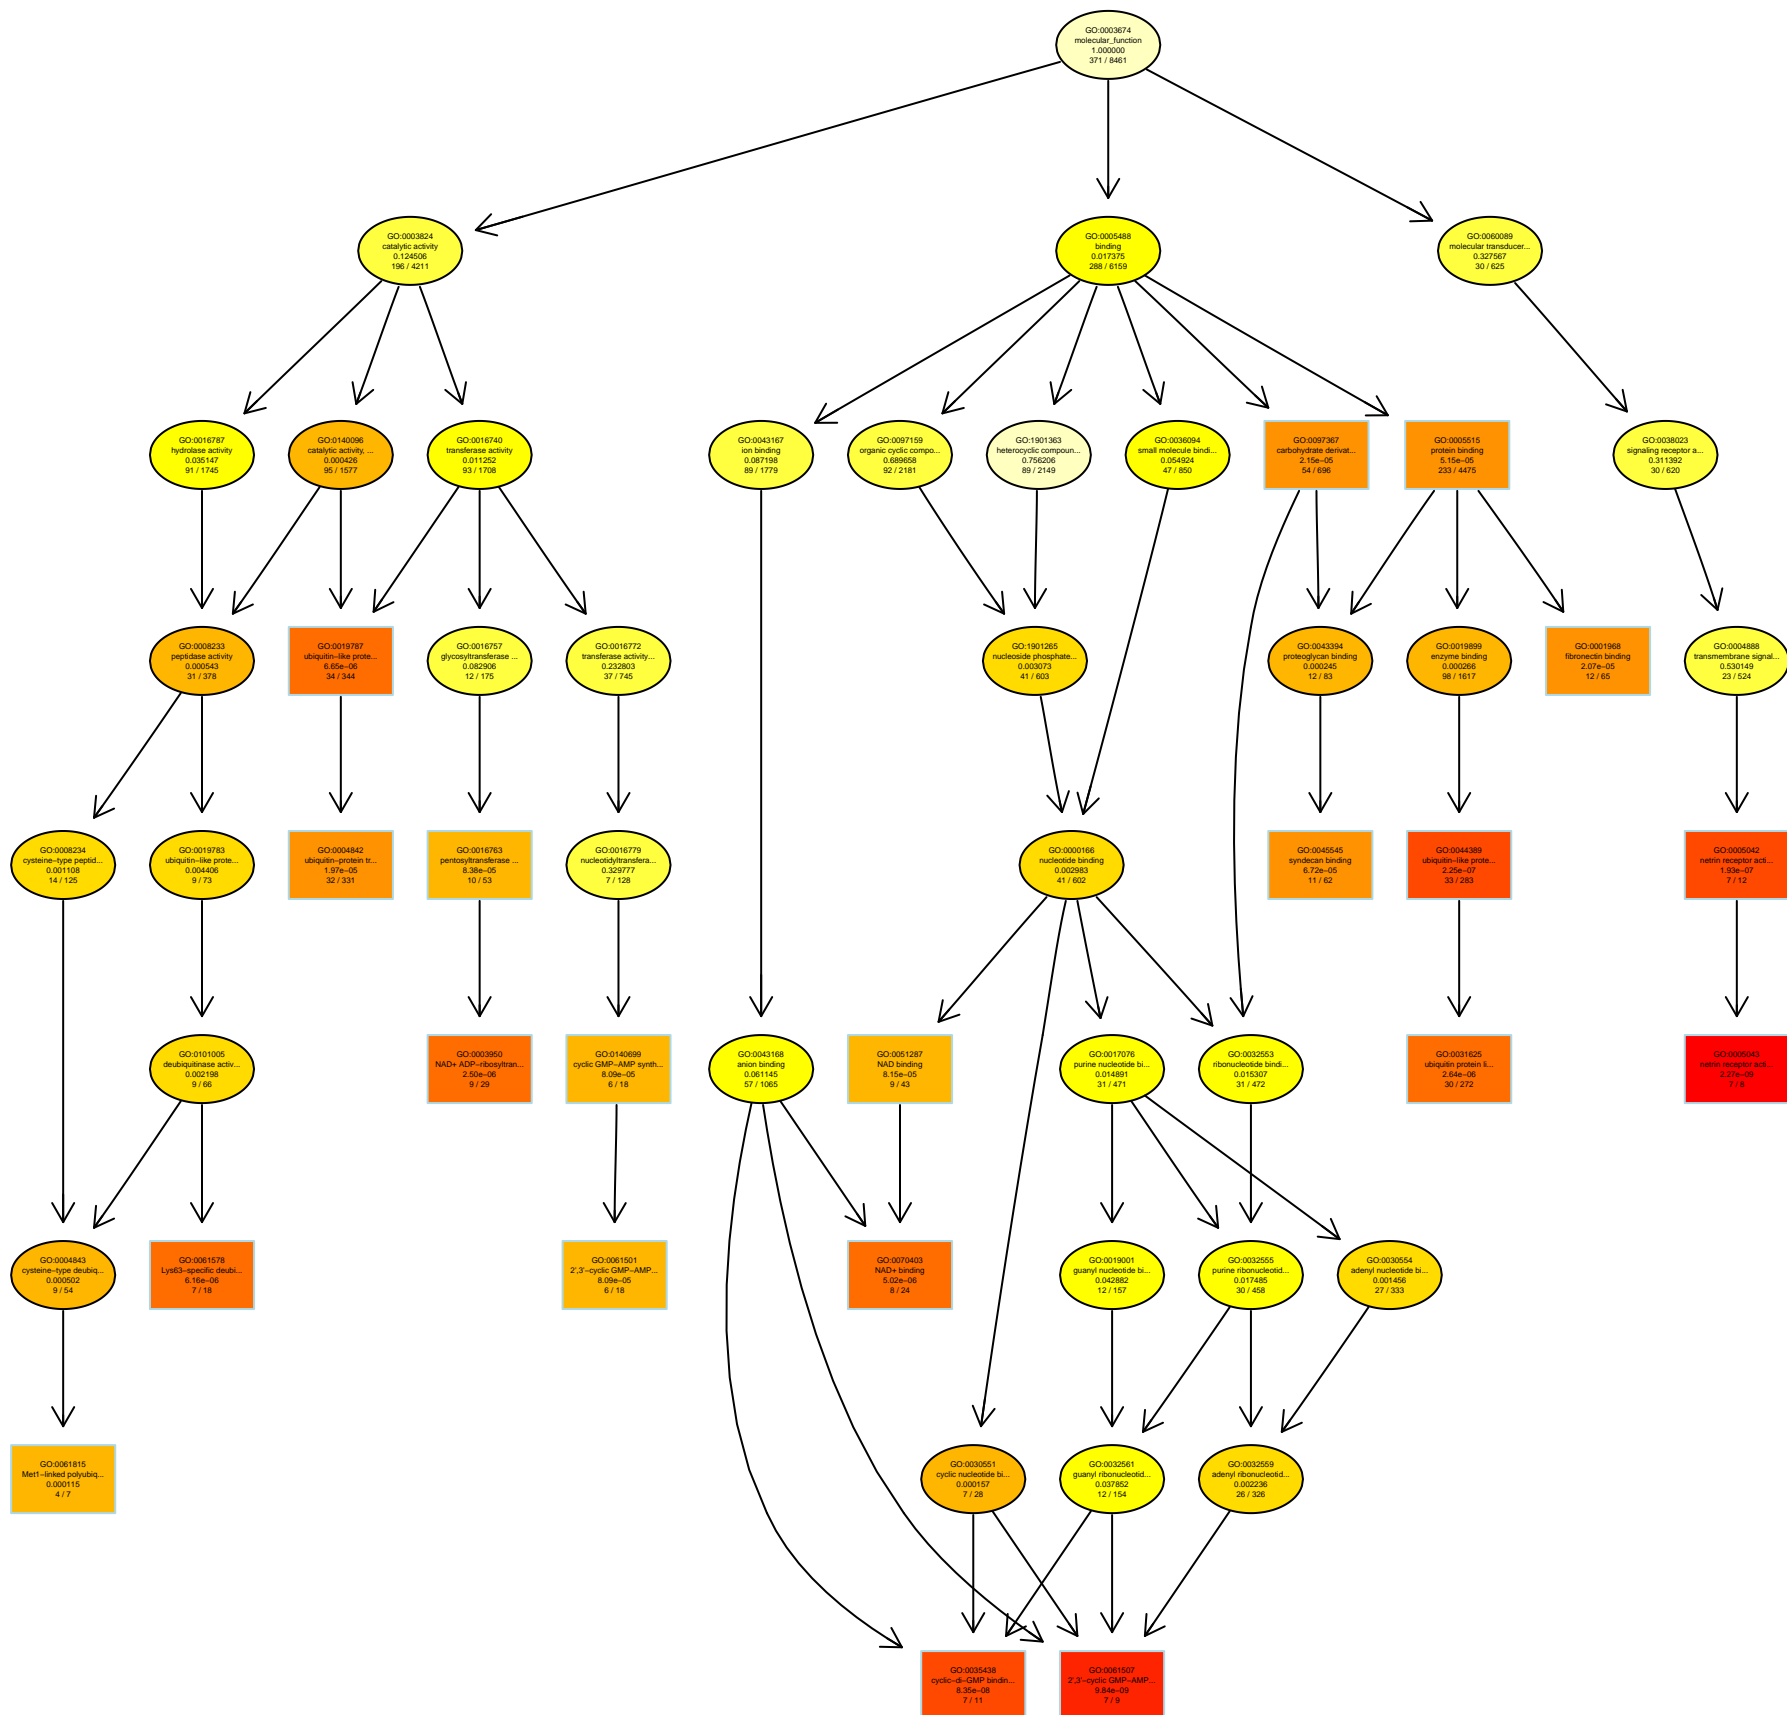 GO:0003674
molecular_function
1.000000
371 / 8461
GO:0003824
catalytic activity
0.124506
196 / 4211
GO:0005488
binding
0.017375
288 / 6159
GO:0060089
molecular transducer...
0.327567
30 / 625
GO:0016787
hydrolase activity
0.035147
91 / 1745
GO:0140096
catalytic activity, ...
0.000426
95 / 1577
GO:0016740
transferase activity
0.011252
93 / 1708
GO:0043167
ion binding
0.087198
89 / 1779
GO:0097159
organic cyclic compo...
0.689658
92 / 2181
GO:1901363
heterocyclic compoun...
0.756206
89 / 2149
GO:0036094
small molecule bindi...
0.054924
47 / 850
GO:0097367
carbohydrate derivat...
2.15e−05
54 / 696
GO:0005515
protein binding
5.15e−05
233 / 4475
GO:0038023
signaling receptor a...
0.311392
30 / 620
GO:0008233
peptidase activity
0.000543
31 / 378
GO:0019787
ubiquitin−like prote...
6.65e−06
34 / 344
GO:0016757
glycosyltransferase ...
0.082906
12 / 175
GO:0016772
transferase activity...
0.232803
37 / 745
GO:1901265
nucleoside phosphate...
0.003073
41 / 603
GO:0043394
proteoglycan binding
0.000245
12 / 83
GO:0019899
enzyme binding
0.000266
98 / 1617
GO:0001968
fibronectin binding
2.07e−05
12 / 65
GO:0004888
transmembrane signal...
0.530149
23 / 524
GO:0008234
cysteine−type peptid...
0.001108
14 / 125
GO:0019783
ubiquitin−like prote...
0.004406
9 / 73
GO:0004842
ubiquitin−protein tr...
1.97e−05
32 / 331
GO:0016763
pentosyltransferase ...
8.38e−05
10 / 53
GO:0016779
nucleotidyltransfera...
0.329777
7 / 128
GO:0000166
nucleotide binding
0.002983
41 / 602
GO:0045545
syndecan binding
6.72e−05
11 / 62
GO:0044389
ubiquitin−like prote...
2.25e−07
33 / 283
GO:0005042
netrin receptor acti...
1.93e−07
7 / 12
GO:0101005
deubiquitinase activ...
0.002198
9 / 66
GO:0003950
NAD+ ADP−ribosyltran...
2.50e−06
9 / 29
GO:0140699
cyclic GMP−AMP synth...
8.09e−05
6 / 18
GO:0043168
anion binding
0.061145
57 / 1065
GO:0051287
NAD binding
8.15e−05
9 / 43
GO:0017076
purine nucleotide bi...
0.014891
31 / 471
GO:0032553
ribonucleotide bindi...
0.015307
31 / 472
GO:0031625
ubiquitin protein li...
2.64e−06
30 / 272
GO:0005043
netrin receptor acti...
2.27e−09
7 / 8
GO:0004843
cysteine−type deubiq...
0.000502
9 / 54
GO:0061578
Lys63−specific deubi...
6.16e−06
7 / 18
GO:0061501
2',3'−cyclic GMP−AMP...
8.09e−05
6 / 18
GO:0070403
NAD+ binding
5.02e−06
8 / 24
GO:0019001
guanyl nucleotide bi...
0.042882
12 / 157
GO:0032555
purine ribonucleotid...
0.017485
30 / 458
GO:0030554
adenyl nucleotide bi...
0.001456
27 / 333
GO:0061815
Met1−linked polyubiq...
0.000115
4 / 7
GO:0030551
cyclic nucleotide bi...
0.000157
7 / 28
GO:0032561
guanyl ribonucleotid...
0.037852
12 / 154
GO:0032559
adenyl ribonucleotid...
0.002236
26 / 326
GO:0035438
cyclic−di−GMP bindin...
8.35e−08
7 / 11
GO:0061507
2',3'−cyclic GMP−AMP...
9.84e−09
7 / 9